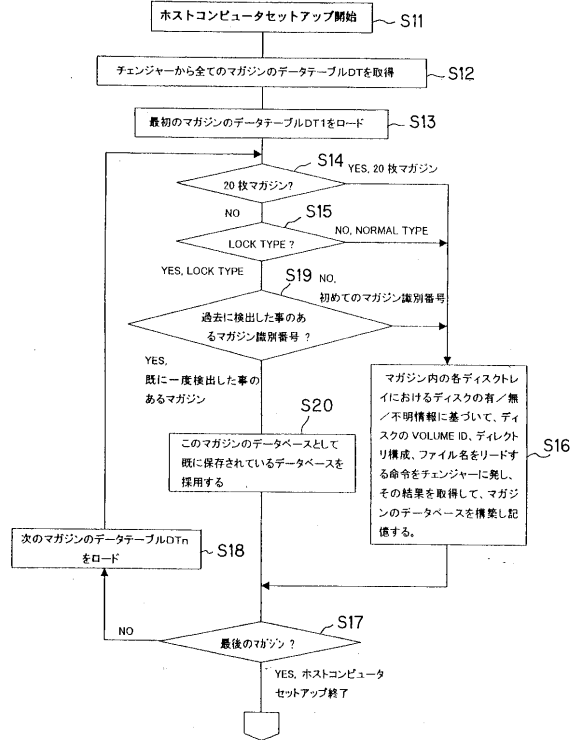 ホストコンピュータセットアップ開始
S11
チェンジャーから全てのマガジンのデータテーブルDTを取得
S12
最初のマガジンのデータテーブルDT1をロード
S13
S14
YES, 20 枚マガジン
20 枚マガジン?
NO
S15
NO, NORMAL TYPE
LOCK TYPE ?
YES, LOCK TYPE
S19
NO,
初めてのマガジン識別番号
過去に検出した事のあ
るマガジン識別番号 ?
YES,
既に一度検出した事の
あるマガジン
S20
このマガジンのデータベースとして
既に保存されているデータベースを
採用する
マガジン内の各ディスクトレ
イにおけるディスクの有/無
/不明情報に基づいて、ディ
スクの VOLUME ID、ディレクト
リ構成、ファイル名をリードす
る命令をチェンジャーに発し、
その結果を取得して、マガジ
ンのデータベースを構築し記
憶する。
S16
次のマガジンのデータテーブルDTn
をロード
S18
S17
NO
最後のマガジン ?
YES, ホストコンピュータ
セットアップ終了